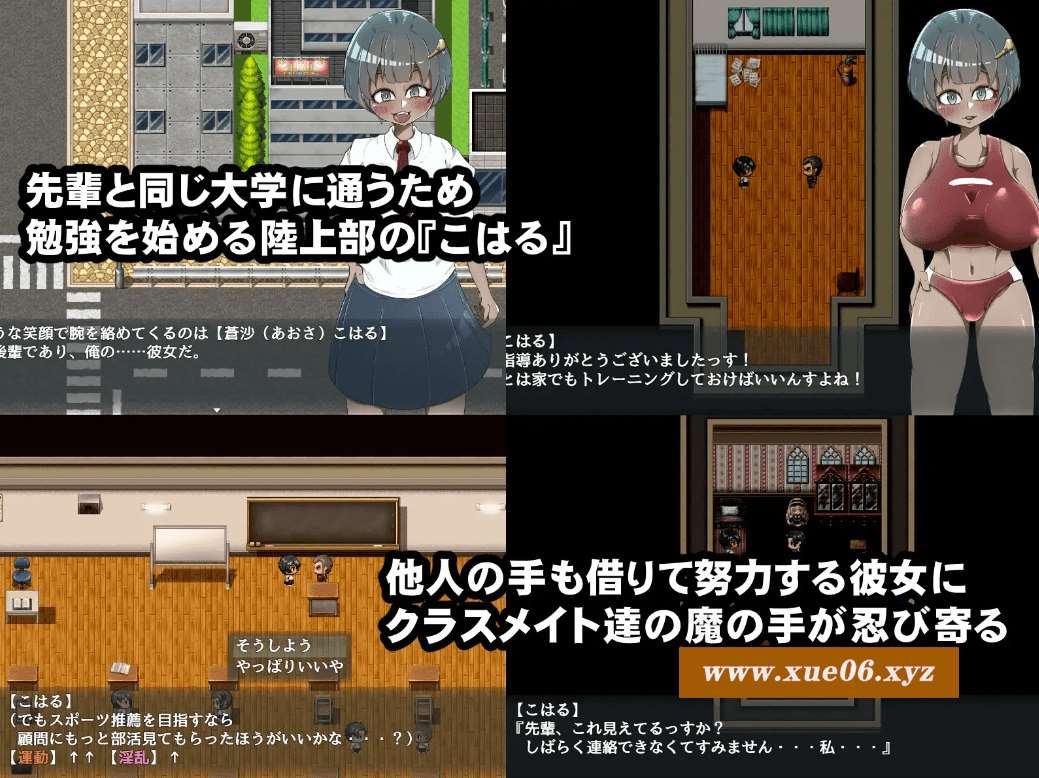 先輩と同じ大学に通うため
勉強を始める陸上部の『こはる』
うな笑顔で腕を絡めてくるのは【蒼沙（あおさ）こはる】
後輩であり、俺の……彼女だ。
こはる】
指導ありがとうございましたっす！
とは家でもトレーニングしておけばいいんすよね！
他人の手も借りて努力する彼女に
クラスメイト達の魔の手が忍び寄る
そうしよう
やっぱりいいや
www.xue06.xyz
【こはる】
（でもスポーツ推薦を目指すなら
顧問にもっと部活見てもらったほうがいいかな・・・？）
【運動】↑↑【淫乱】↑
【こはる】
『先輩、これ見えてるっすか？
しばらく連絡できなくてすみません・・・私・・・』